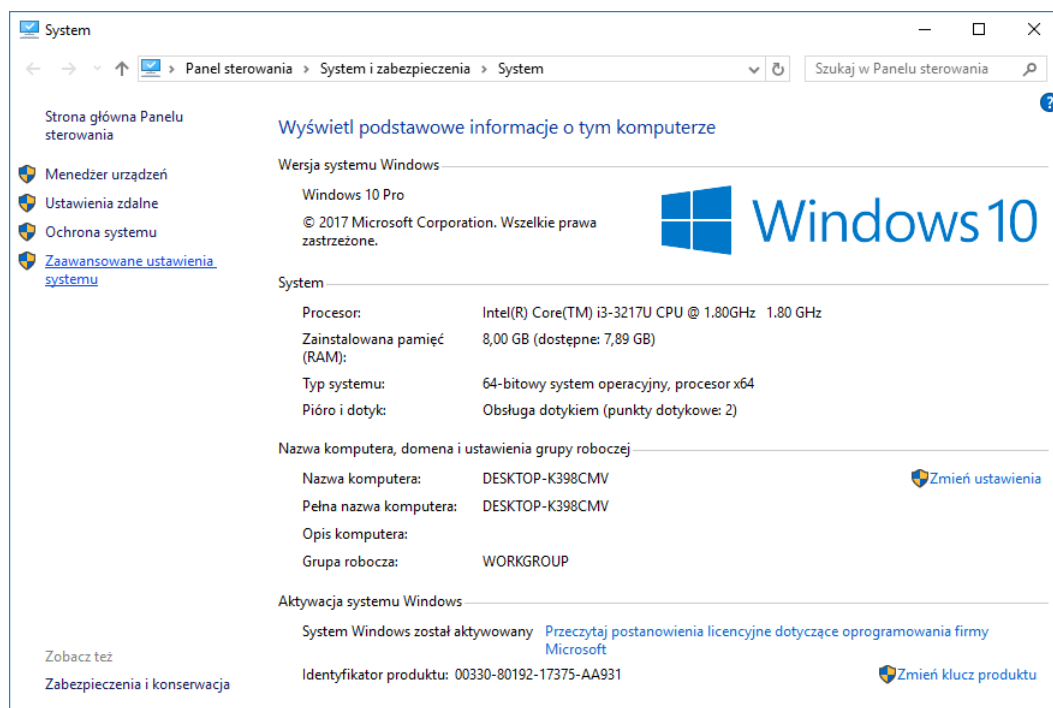 System
Panel sterowania › System i zabezpieczenia › System
Szukaj w Panelu sterowania
?
Strona główna Panelu
sterowania
Menedżer urządzeń
Ustawienia zdalne
Ochrona systemu
Zaawansowane ustawienia
systemu
Wyświetl podstawowe informacje o tym komputerze
Wersja systemu Windows
Windows 10 Pro
© 2017 Microsoft Corporation. Wszelkie prawa
zastrzeżone.
Windows 10
System
Procesor: Intel(R) Core(TM) i3-3217U CPU @ 1.80GHz 1.80 GHz
Zainstalowana pamięć
(RAM):
8,00 GB (dostępne: 7,89 GB)
Typ systemu: 64-bitowy system operacyjny, procesor x64
Pióro i dotyk: Obsługa dotykiem (punkty dotykowe: 2)
Nazwa komputera, domena i ustawienia grupy roboczej
Nazwa komputera: DESKTOP-K398CMV
Zmień ustawienia
Pełna nazwa komputera: DESKTOP-K398CMV
Opis komputera:
Grupa robocza: WORKGROUP
Aktywacja systemu Windows
System Windows został aktywowany Przeczytaj postanowienia licencyjne dotyczące oprogramowania firmy
Microsoft
Identyfikator produktu: 00330-80192-17375-AA931
Zmień klucz produktu
Zobacz też
Zabezpieczenia i konserwacja